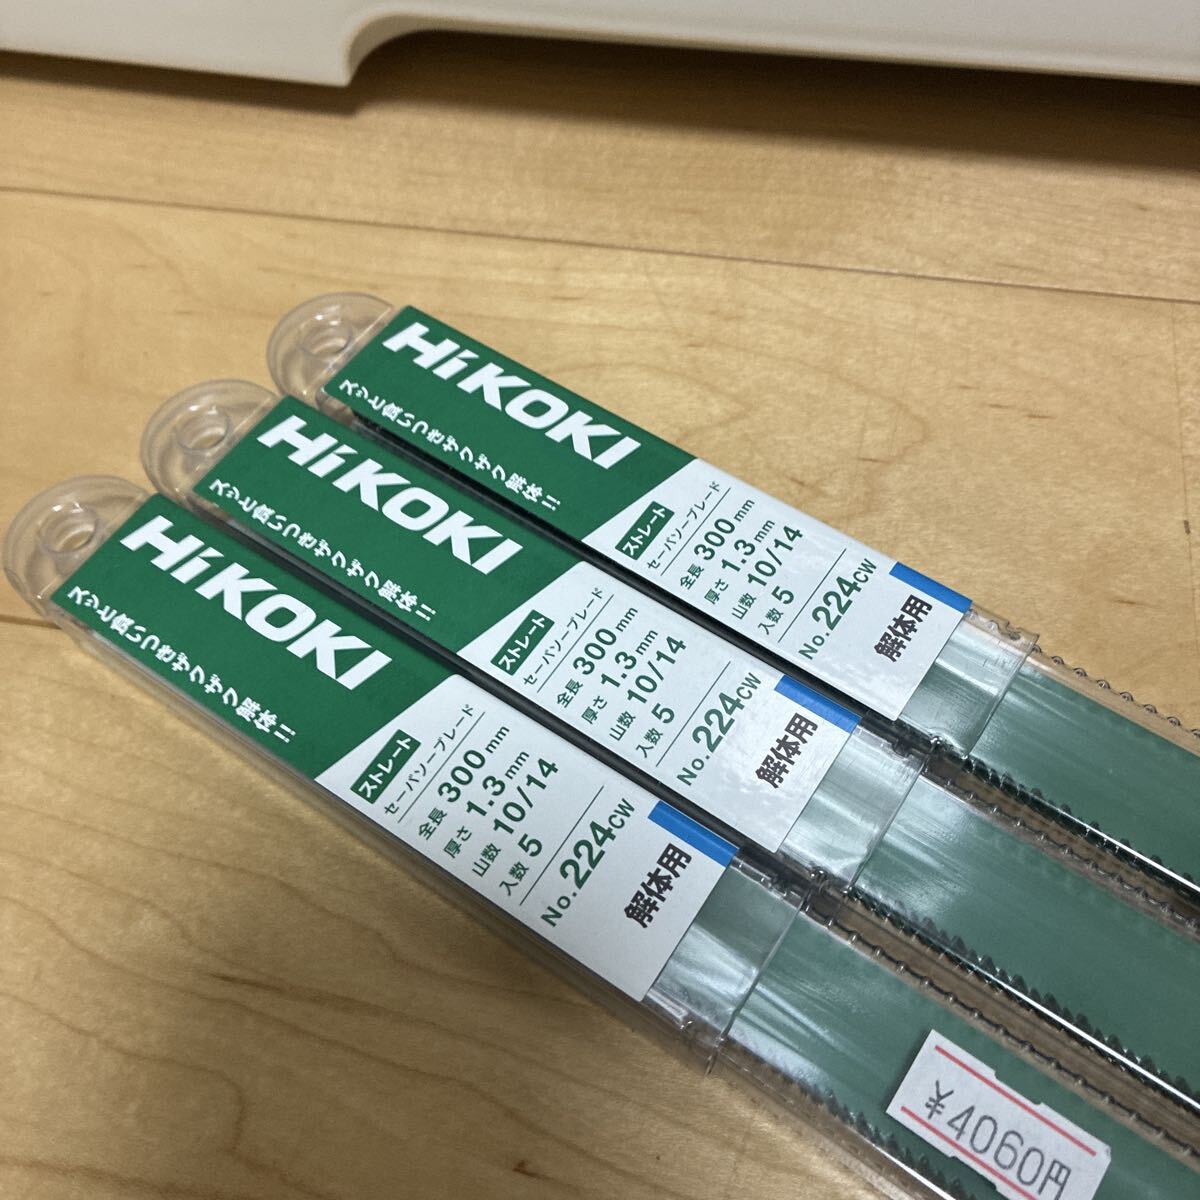 HiKOKI
スッと食いつきザクザク解体!!
ストレート
セーバソーブレード
全長 300mm
厚さ 1.3mm
山数 10/14
入数 5
No. 224CW
解体用
HiKOKI
スッと食いつきザクザク解体!!
ストレート
セーバソーブレード
全長 300mm
厚さ 1.3mm
山数 10/14
入数 5
No. 224CW
解体用
HiKOKI
スッと食いつきザクザク解体!!
ストレート
セーバソーブレード
全長 300mm
厚さ 1.3mm
山数 10/14
入数 5
No. 224CW
解体用
¥4060円